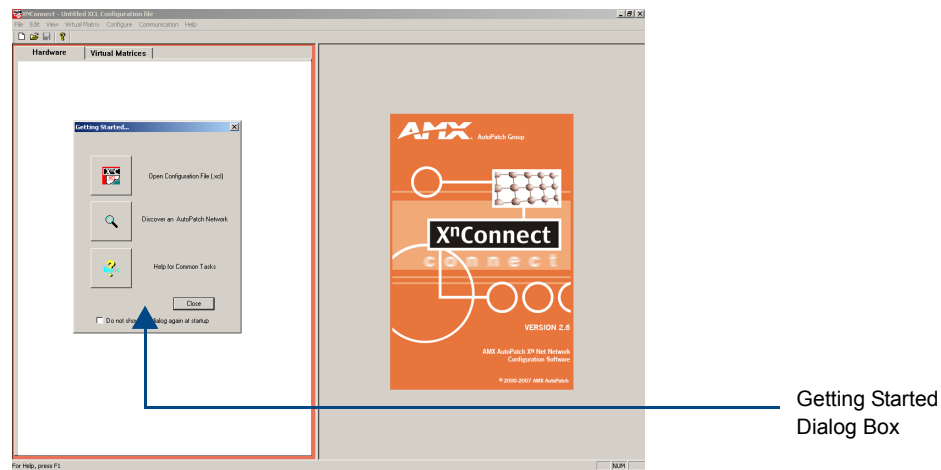 XNConnect - Untitled XCL Configuration file
File Edit View Virtual Matrix Configure Communication Help
Hardware
Virtual Matrices
Getting Started...
Open Configuration File (.xcl)
Discover an AutoPatch Network
Help for Common Tasks
Close
Do not sho dialog again at startup
AMX AutoPatch Group
XnConnect
connect
VERSION 2.6
AMX AutoPatch XN Net Network
Configuration Software
© 2000-2007 AMX AutoPatch
Getting Started
Dialog Box
For Help, press F1
NUM